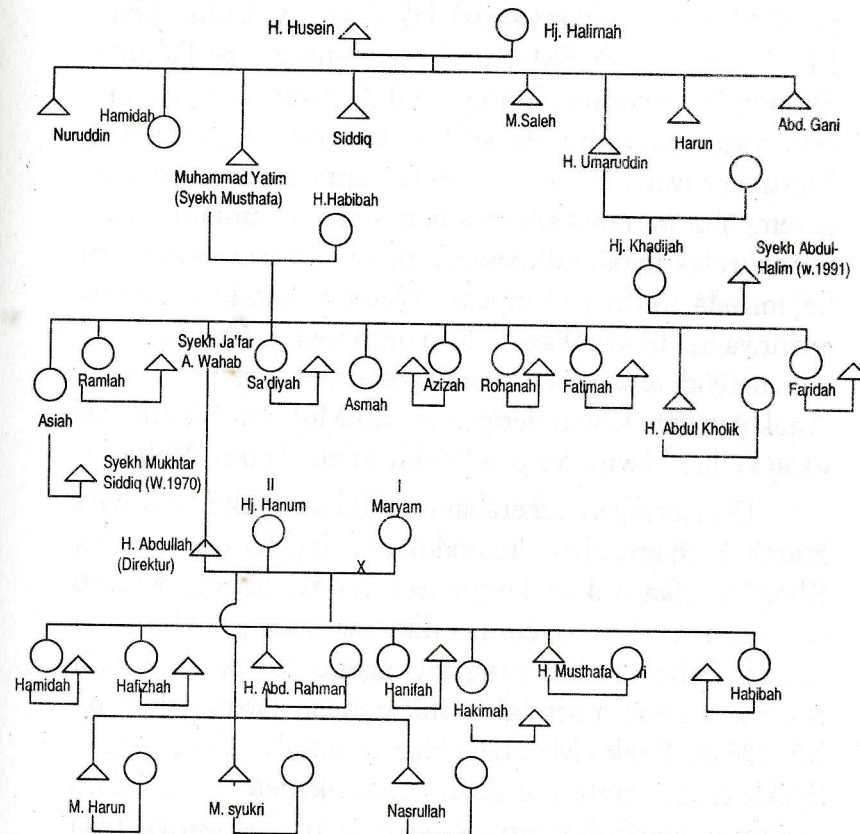 H. Husein
Hj. Halimah
Nuruddin
Hamidah
Muhammad Yatim
(Syekh Musthafa)
Siddiq
M.Saleh
H. Umaruddin
Harun
Abd. Gani
H.Habibah
Hj. Khadijah
Syekh Abdul-
Halim (w.1991)
Asiah
Ramlah
Syekh Ja'far
A. Wahab
Sa'diyah
Asmah
Azizah
Rohanah
Fatimah
H. Abdul Kholik
Faridah
Syekh Mukhtar
Siddiq (W.1970)
II
Hj. Hanum
I
Maryam
H. Abdullah
(Direktur)
X
Hamidah
Hafizhah
H. Abd. Rahman
Hanifah
Hakimah
H. Musthafa
Habibah
M. Harun
M. syukri
Nasrullah